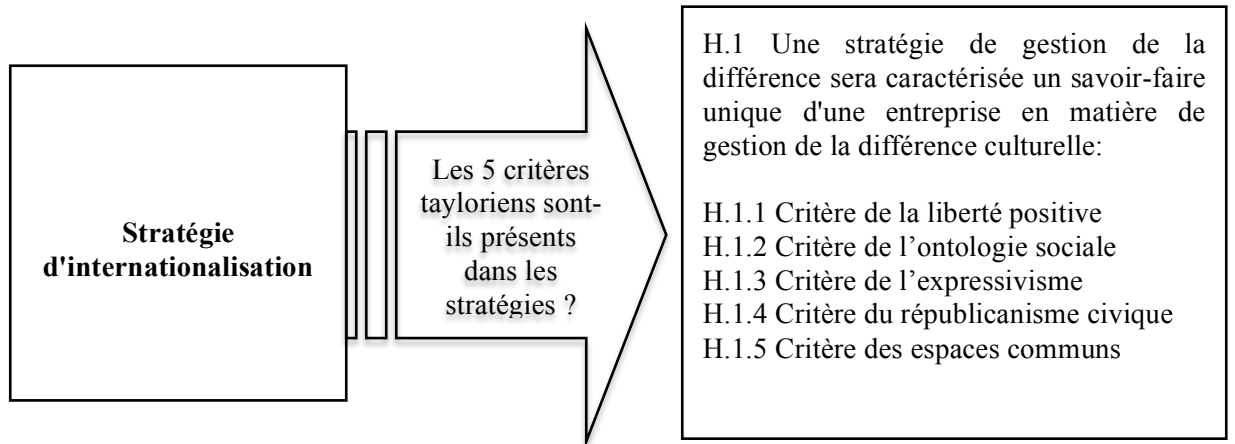 Stratégie
d'internationalisation
Les 5 critères
tayloriens sont-
ils présents
dans les
stratégies ?
H.1 Une stratégie de gestion de la
différence sera caractérisée un savoir-faire
unique d'une entreprise en matière de
gestion de la différence culturelle:
H.1.1 Critère de la liberté positive
H.1.2 Critère de l’ontologie sociale
H.1.3 Critère de l’expressivisme
H.1.4 Critère du républicanisme civique
H.1.5 Critère des espaces communs